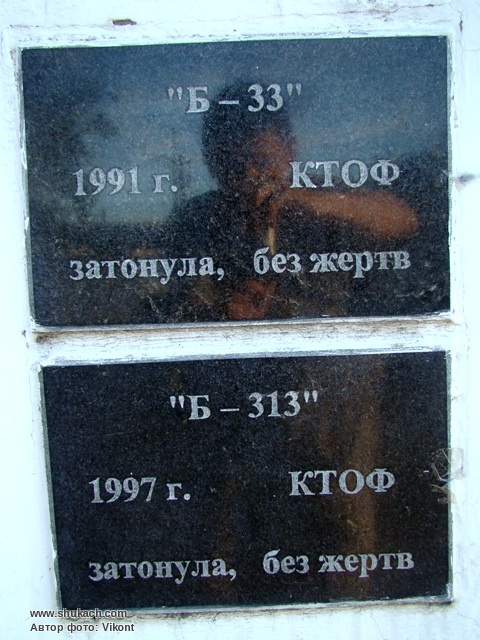 "Б – 33"
1991 г. КТОФ
затонула, без жертв
"Б – 313"
1997 г. КТОФ
затонула, без жертв
www.shukach.com
Автор фото: Vikont